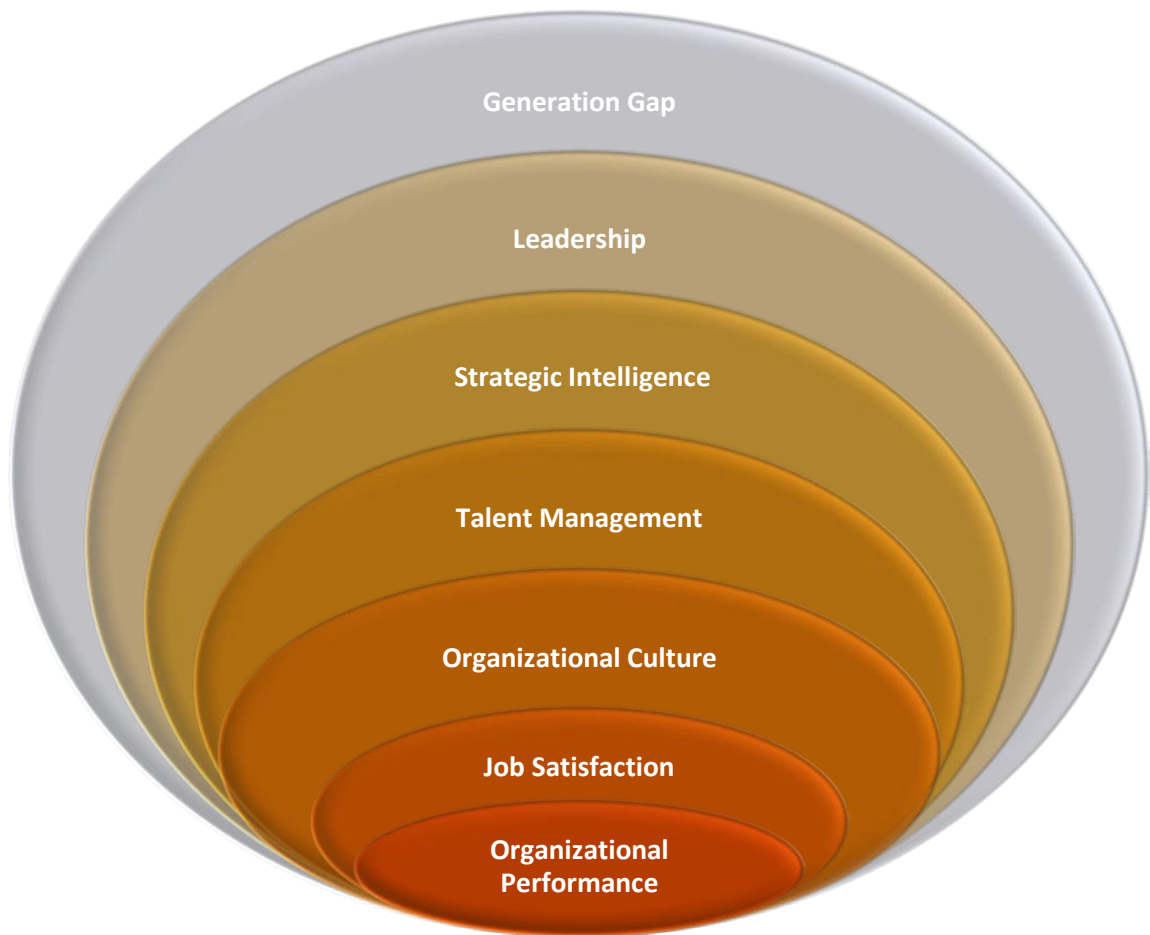 Generation Gap
Leadership
Strategic Intelligence
Talent Management
Organizational Culture
Job Satisfaction
Organizational
Performance